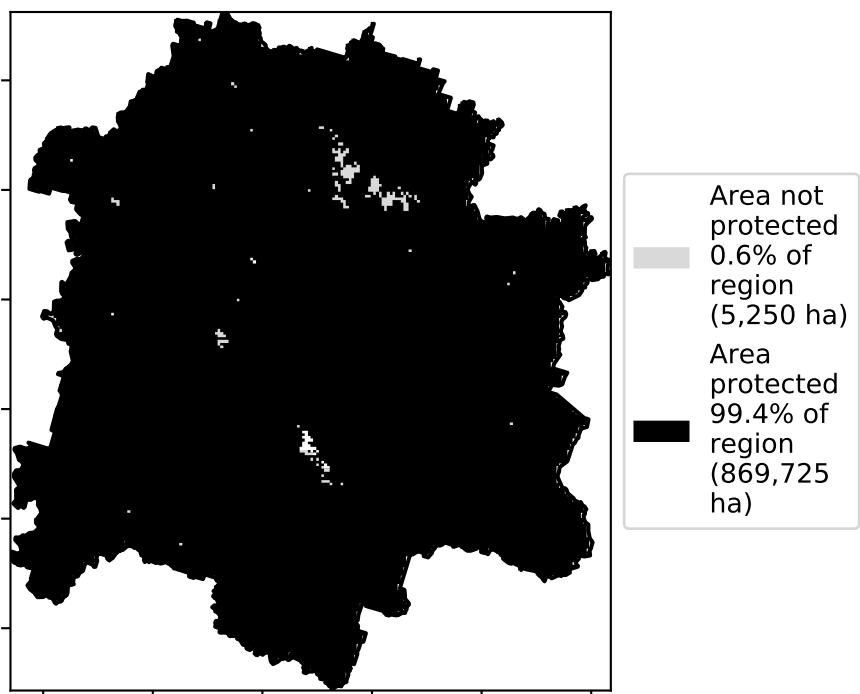 Area not
protected
0.6% of
region
(5,250 ha)
Area
protected
99.4% of
region
(869,725
ha)